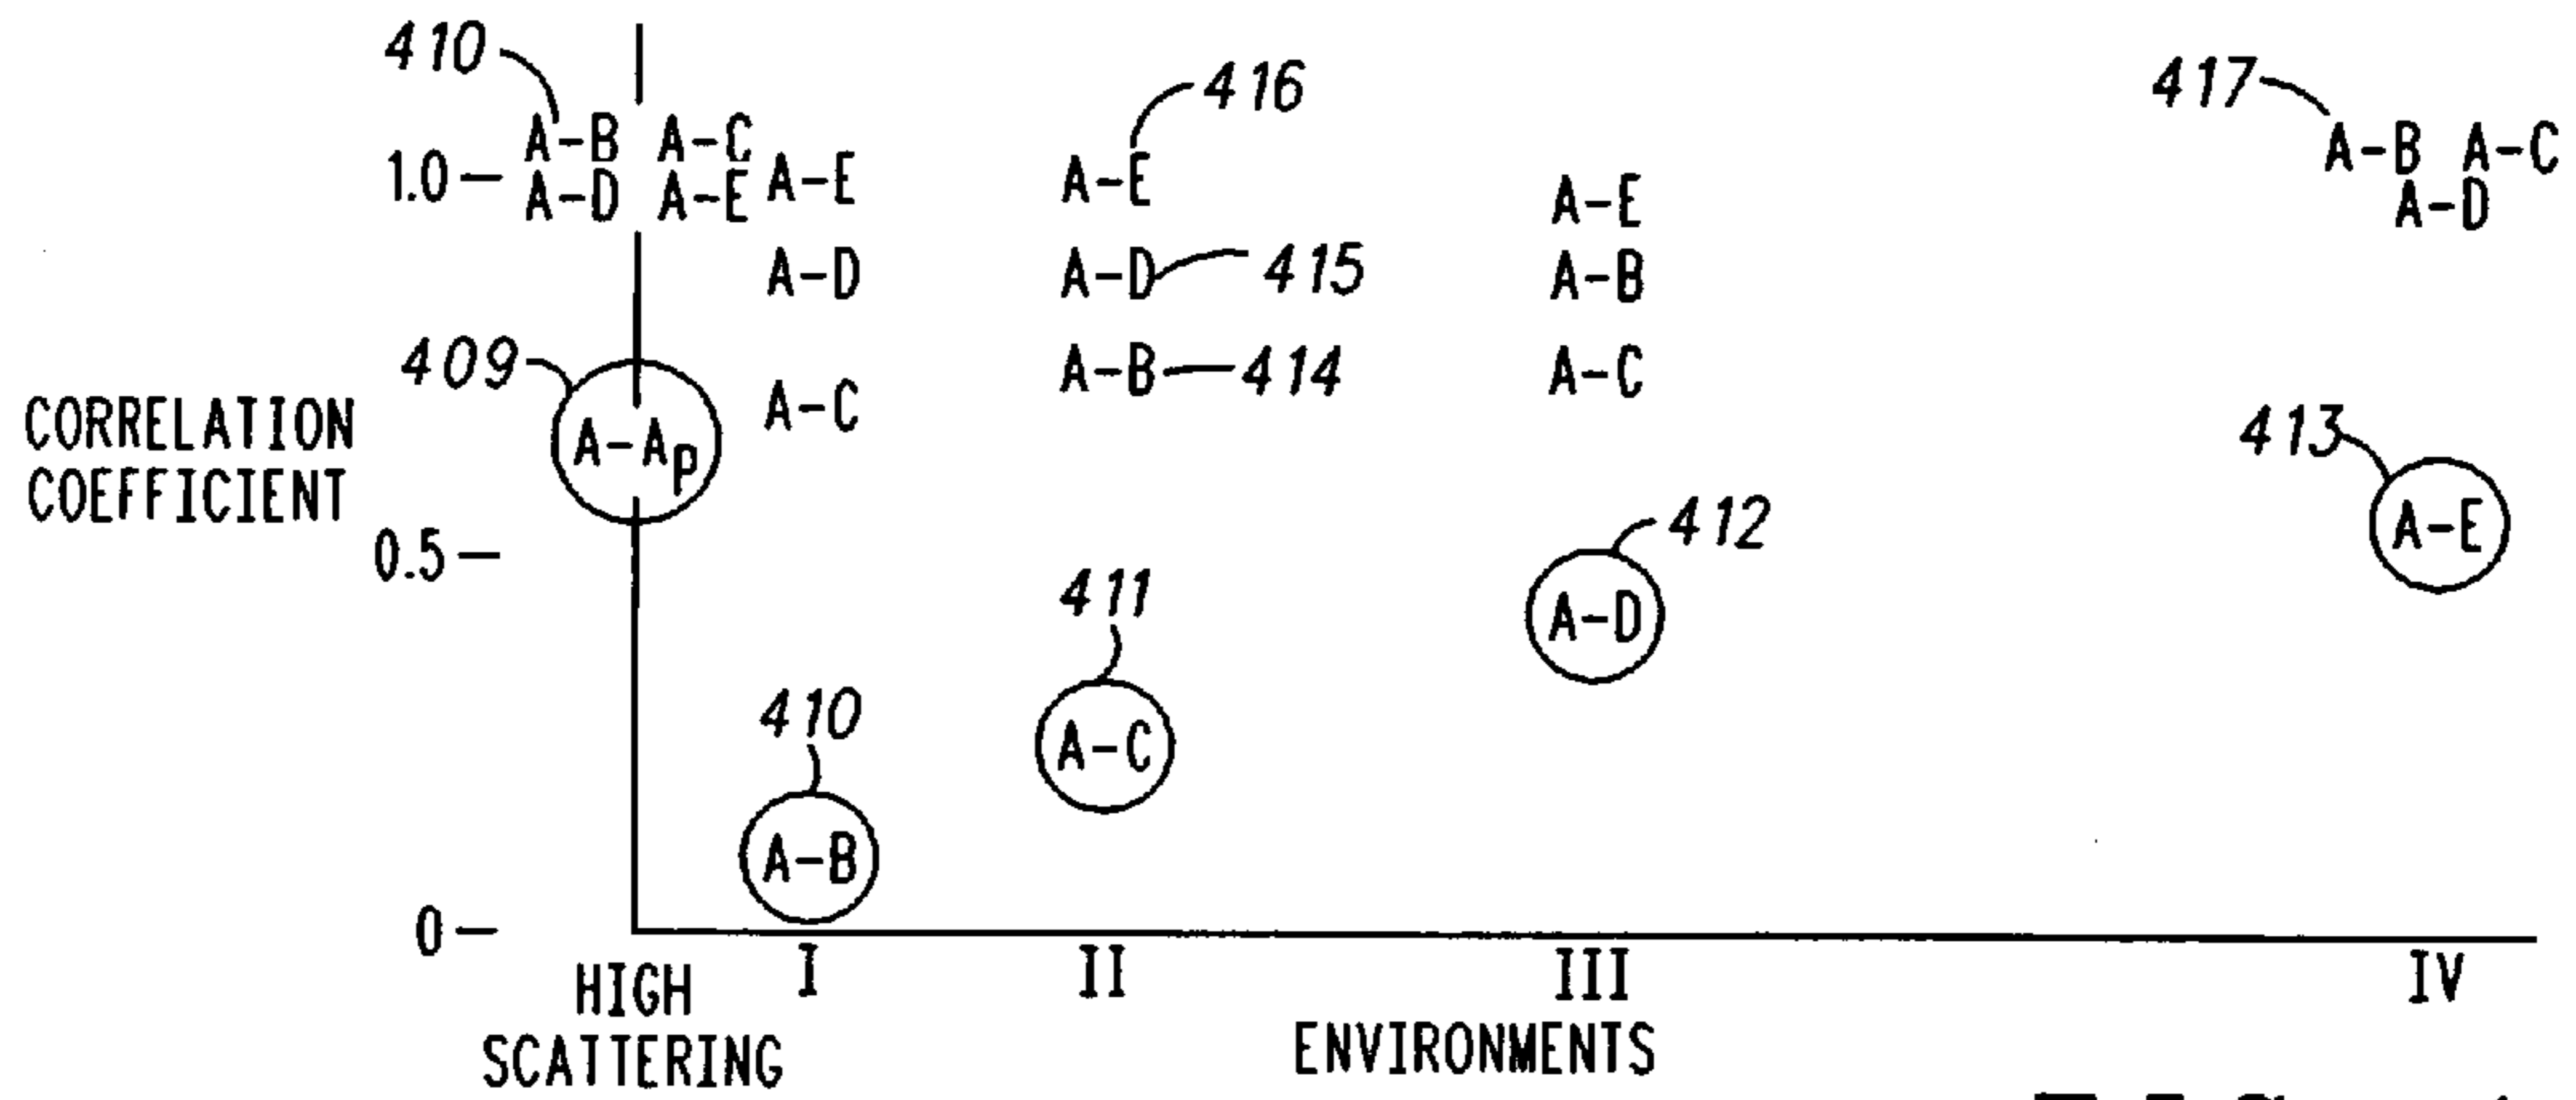 410
416
417
A-B A-C
1.0
A-D A-E
A-E
A-E
A-E
A-B A-C
A-D
A-D
A-D
415
A-B
409
A-B
414
A-C
A-AP
A-C
413
CORRELATION
COEFFICIENT
0.5
412
A-E
411
A-D
410
A-C
A-B
0
I
II
III
IV
HIGH
SCATTERING
ENVIRONMENTS